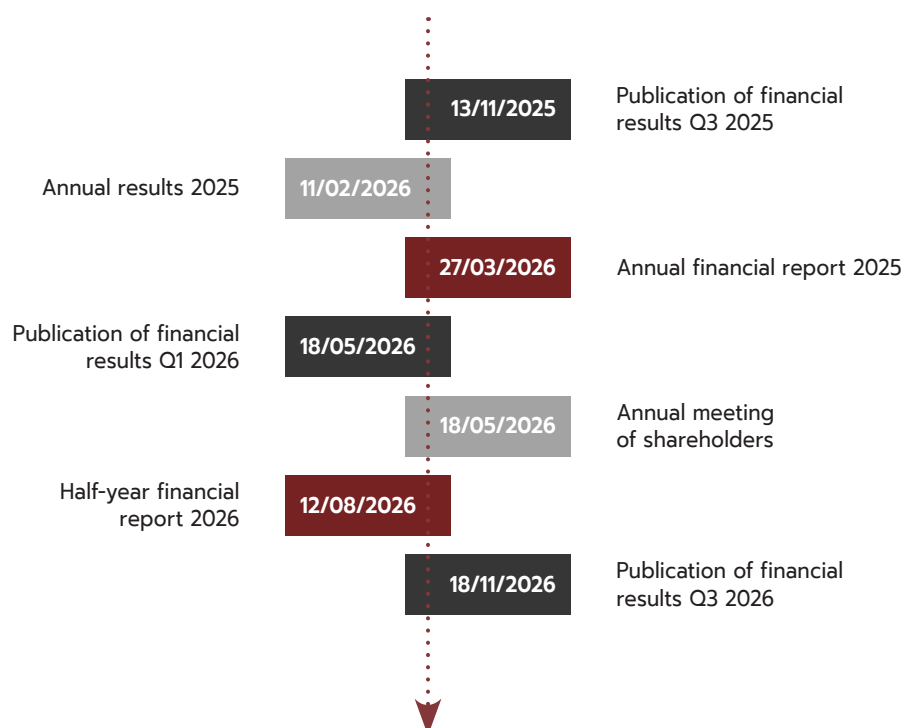 13/11/2025
Publication of financial
results Q3 2025
Annual results 2025
11/02/2026
27/03/2026
Annual financial report 2025
Publication of financial
results Q1 2026
18/05/2026
18/05/2026
Annual meeting
of shareholders
Half-year financial
report 2026
12/08/2026
18/11/2026
Publication of financial
results Q3 2026